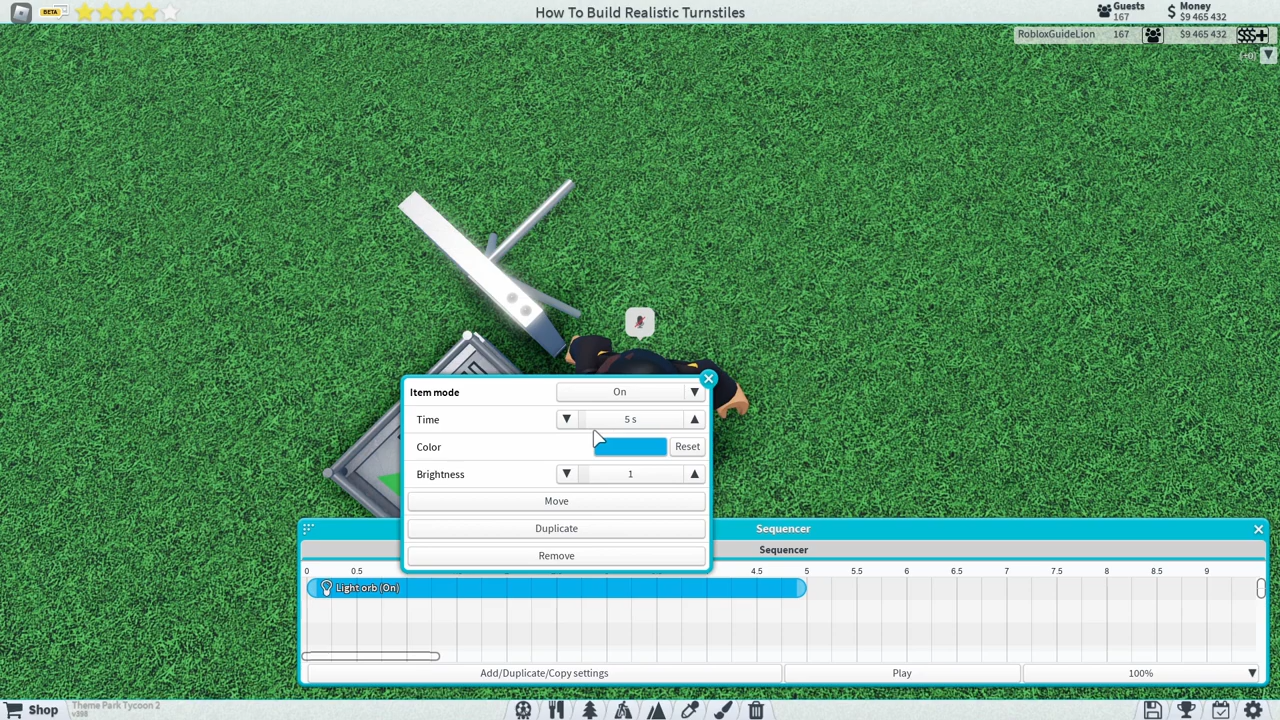 BETA
How To Build Realistic Turnstiles
Guests
167
Money
$9 465 432
RobloxGuideLion 167 $9 465 432 $$$+
(±0)
Item mode On
Time 5 s
Color Reset
Brightness 1
Move
Duplicate
Remove
Sequencer
Sequencer
0 0.5 4.5 5 5.5 6 6.5 7 7.5 8 8.5 9
Light orb (On)
Add/Duplicate/Copy settings Play 100%
Shop
Theme Park Tycoon 2
v398